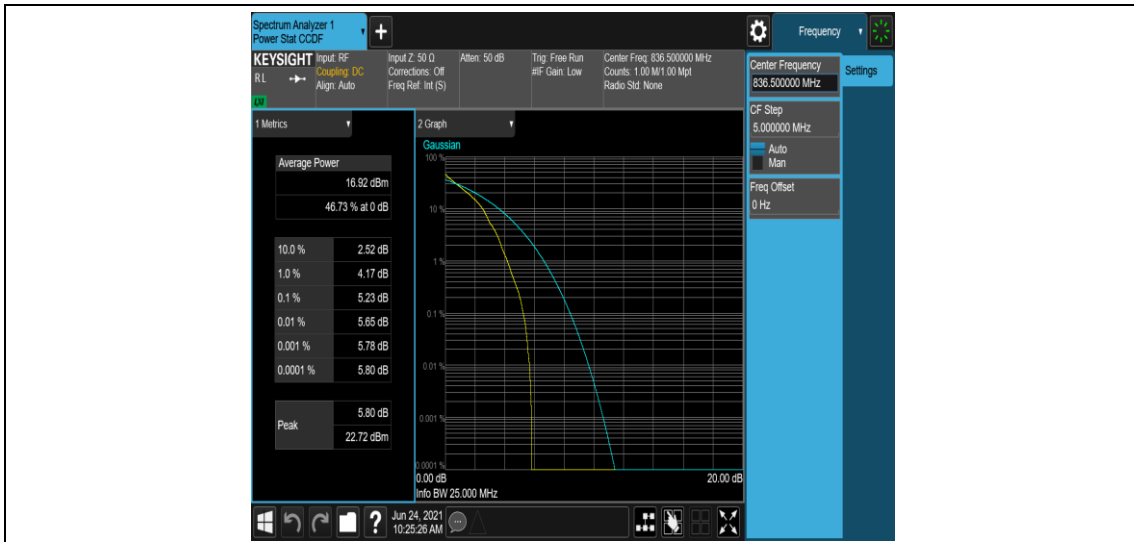 Spectrum Analyzer 1
Power Stat CCDF
+
Frequency
KEYSIGHT
RL
LXI
Input: RF
Coupling: DC
Align: Auto
Input Z: 50 Ω
Corrections: Off
Freq Ref: Int (S)
Atten: 50 dB
Trig: Free Run
#IF Gain: Low
Center Freq: 836.500000 MHz
Counts: 1.00 M/1.00 Mpt
Radio Std: None
Center Frequency
836.500000 MHz
Settings
CF Step
5.000000 MHz
Auto
Man
Freq Offset
0 Hz
1 Metrics
Average Power
16.92 dBm
46.73 % at 0 dB
10.0 % 2.52 dB
1.0 % 4.17 dB
0.1 % 5.23 dB
0.01 % 5.65 dB
0.001 % 5.78 dB
0.0001 % 5.80 dB
Peak
5.80 dB
22.72 dBm
2 Graph
Gaussian
100 %
10 %
1 %
0.1 %
0.01 %
0.001 %
0.0001 %
0.00 dB 20.00 dB
Info BW 25.000 MHz
?
Jun 24, 2021
10:25:26 AM